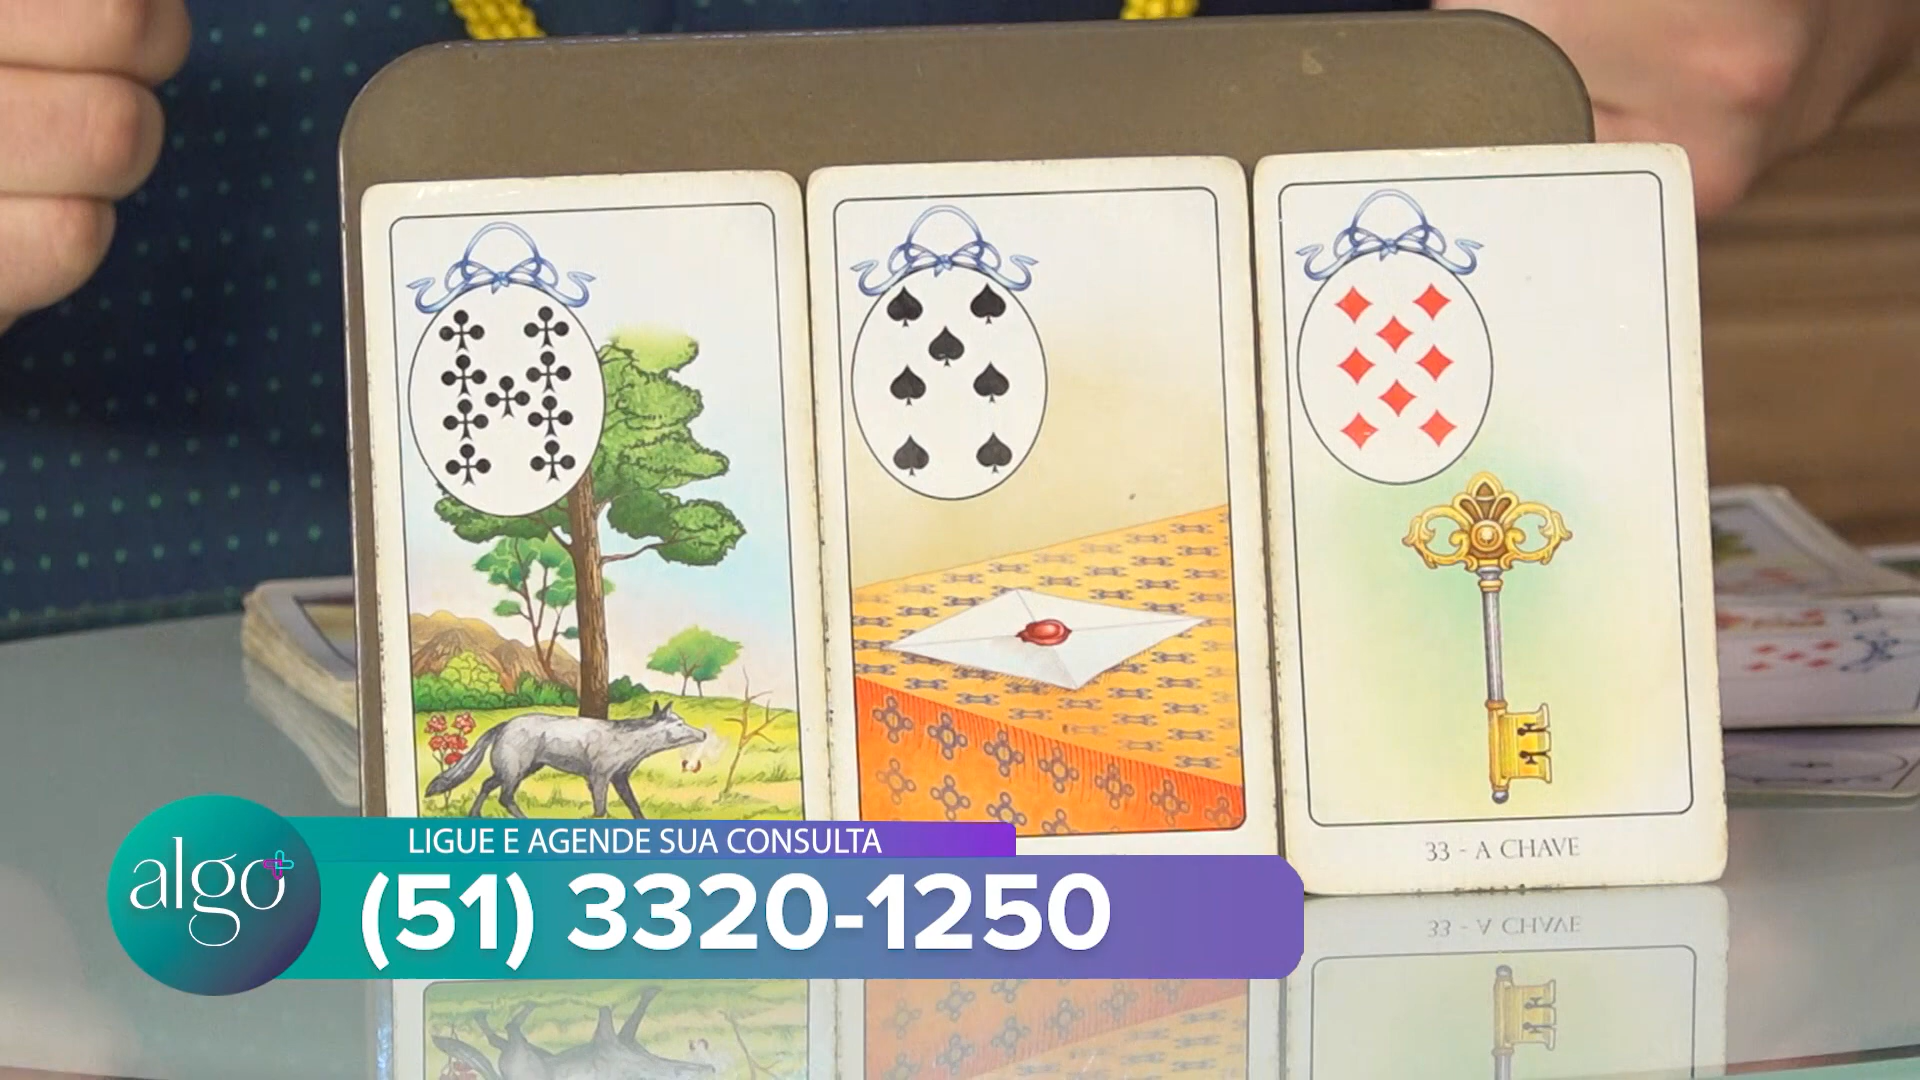 33 - A CHAVE
LIGUE E AGENDE SUA CONSULTA
algo+
(51) 3320-1250
33 - A CHAVE